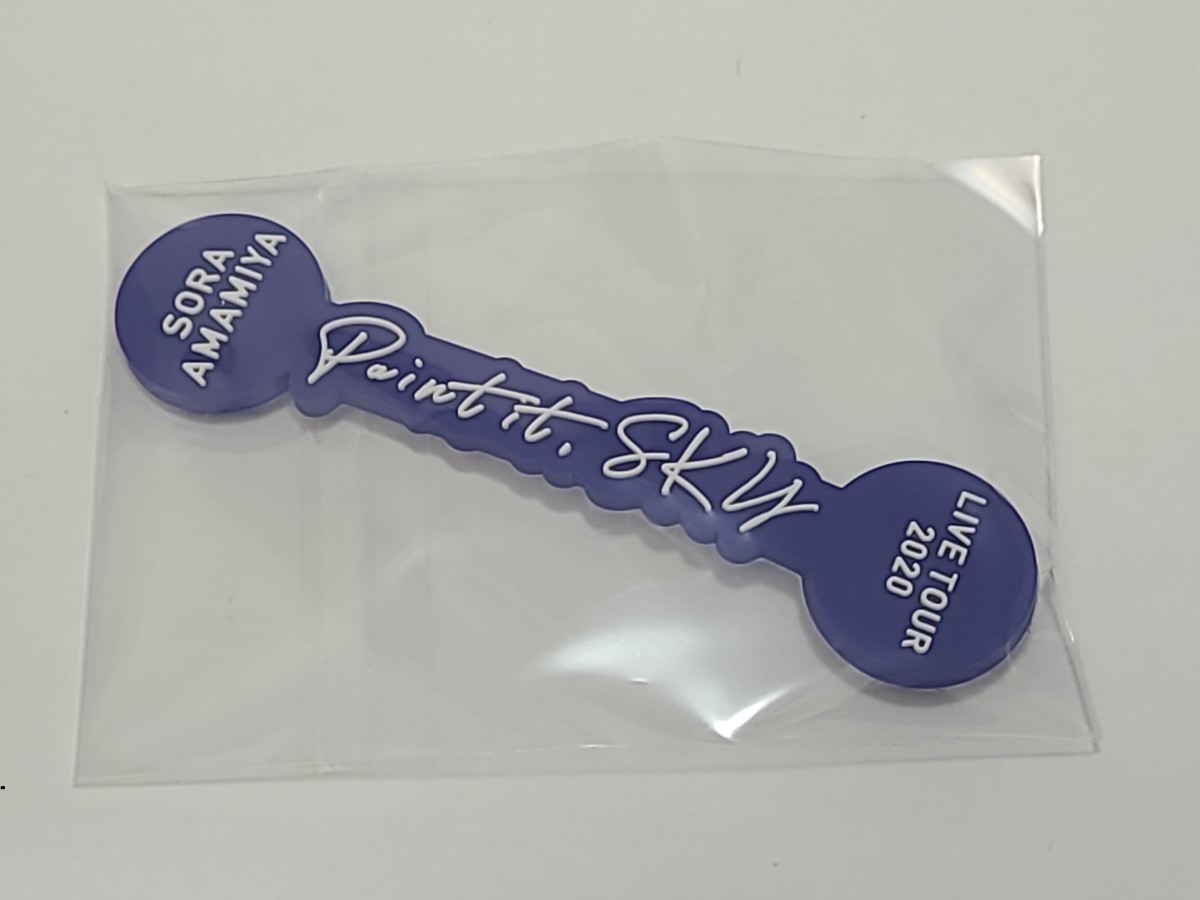 SORA
AMAMIYA
Paint it, SKY
LIVE TOUR
2020